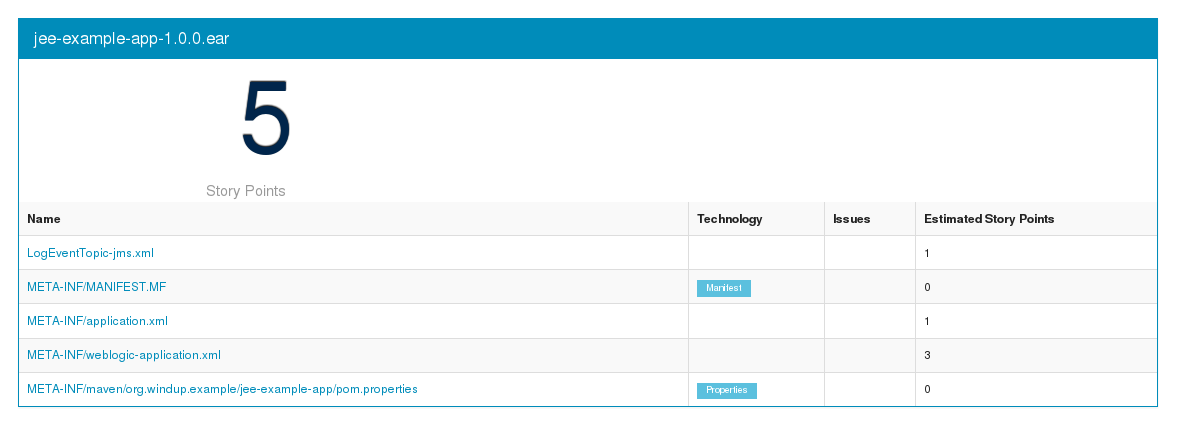 jee-example-app-1.0.0.ear
5
Story Points
Name Technology Issues Estimated Story Points
LogEventTopic-jms.xml 1
META-INF/MANIFEST.MF Manifest 0
META-INF/application.xml 1
META-INF/weblogic-application.xml 3
META-INF/maven/org.windup.example/jee-example-app/pom.properties Properties 0